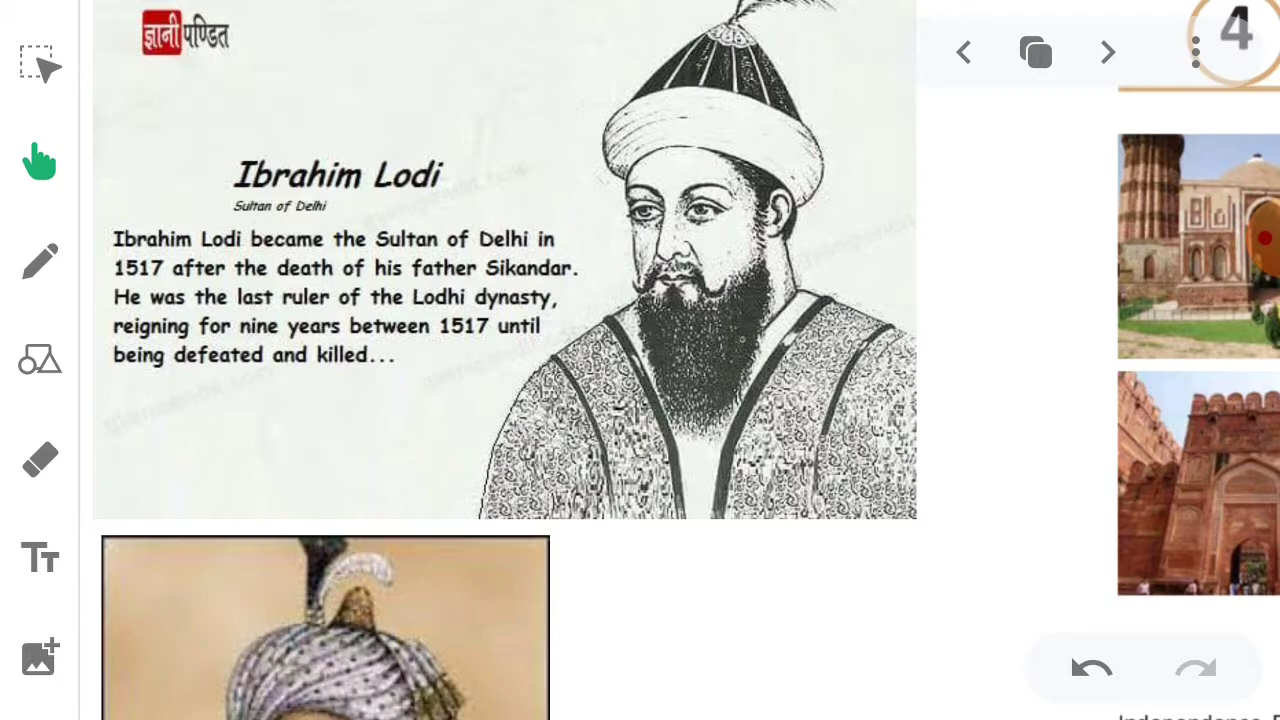 ज्ञानीपण्डित
4
Ibrahim Lodi
Sultan of Delhi
Ibrahim Lodi became the Sultan of Delhi in
1517 after the death of his father Sikandar.
He was the last ruler of the Lodhi dynasty,
reigning for nine years between 1517 until
being defeated and killed...
TT